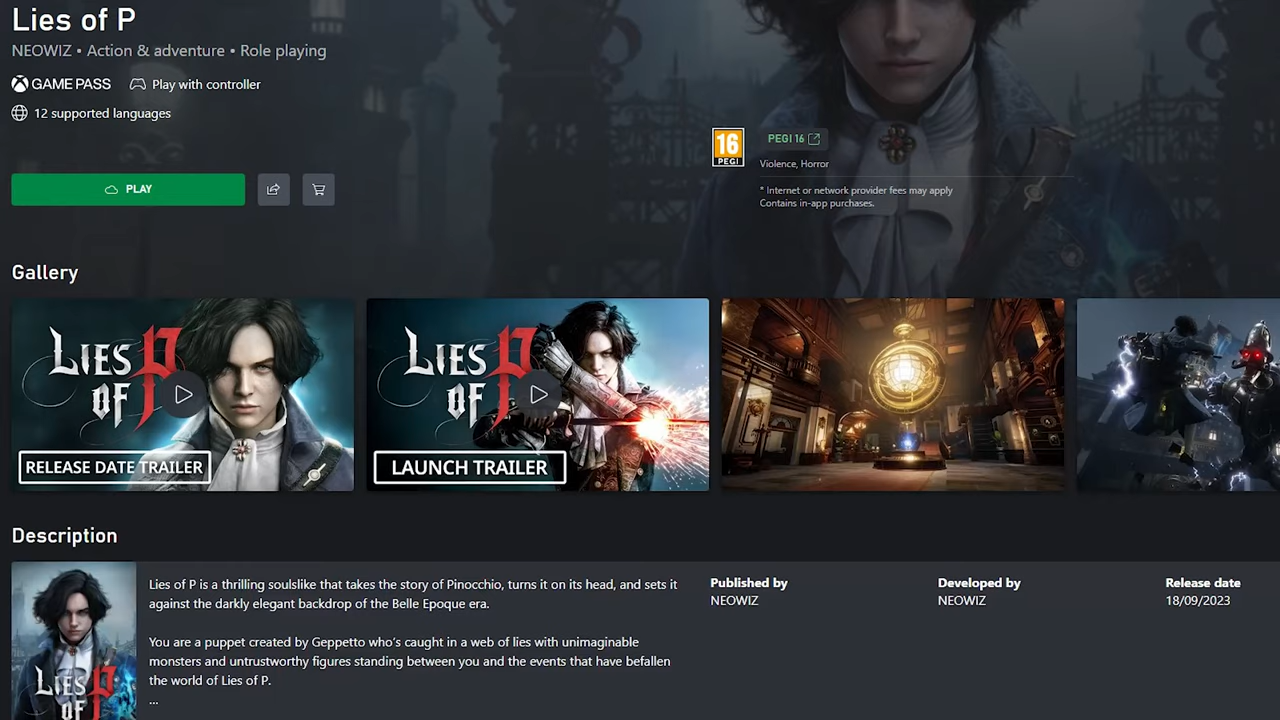 Lies of P
NEOWIZ • Action & adventure • Role playing
GAME PASS Play with controller
12 supported languages
16
PEGI
PEGI 16
Violence, Horror
* Internet or network provider fees may apply
Contains in-app purchases.
PLAY
Gallery
LIES
OF P
RELEASE DATE TRAILER
LIES
OF P
LAUNCH TRAILER
Description
LIES
OF P
Lies of P is a thrilling soulslike that takes the story of Pinocchio, turns it on its head, and sets it
against the darkly elegant backdrop of the Belle Epoque era.
You are a puppet created by Geppetto who's caught in a web of lies with unimaginable
monsters and untrustworthy figures standing between you and the events that have befallen
the world of Lies of P.
...
Published by
NEOWIZ
Developed by
NEOWIZ
Release date
18/09/2023